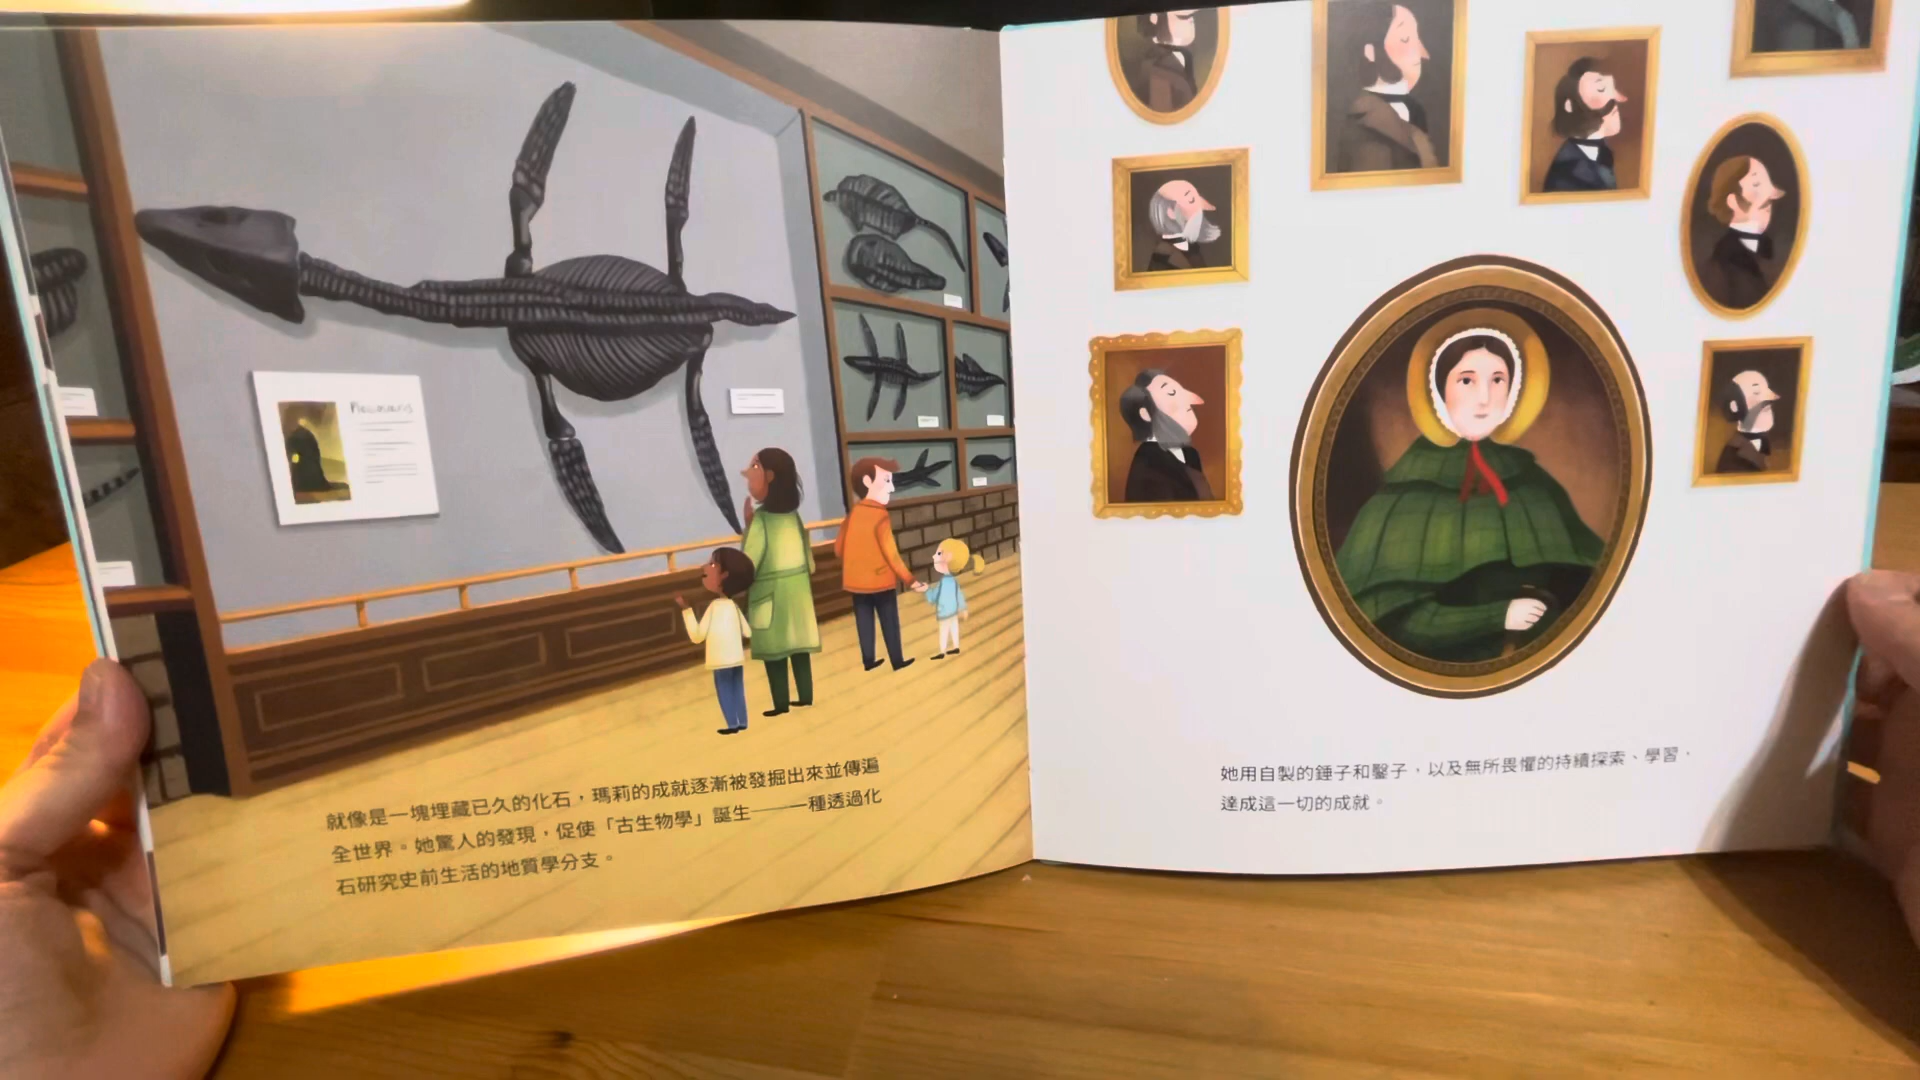 就像是一塊埋藏已久的化石，瑪莉的成就逐漸被發掘出來並傳遍
全世界。她驚人的發現，促使「古生物學」誕生——一種透過化
石研究史前生活的地質學分支。
她用自製的錘子和鑿子，以及無所畏懼的持續探索、學習，
達成這一切的成就。